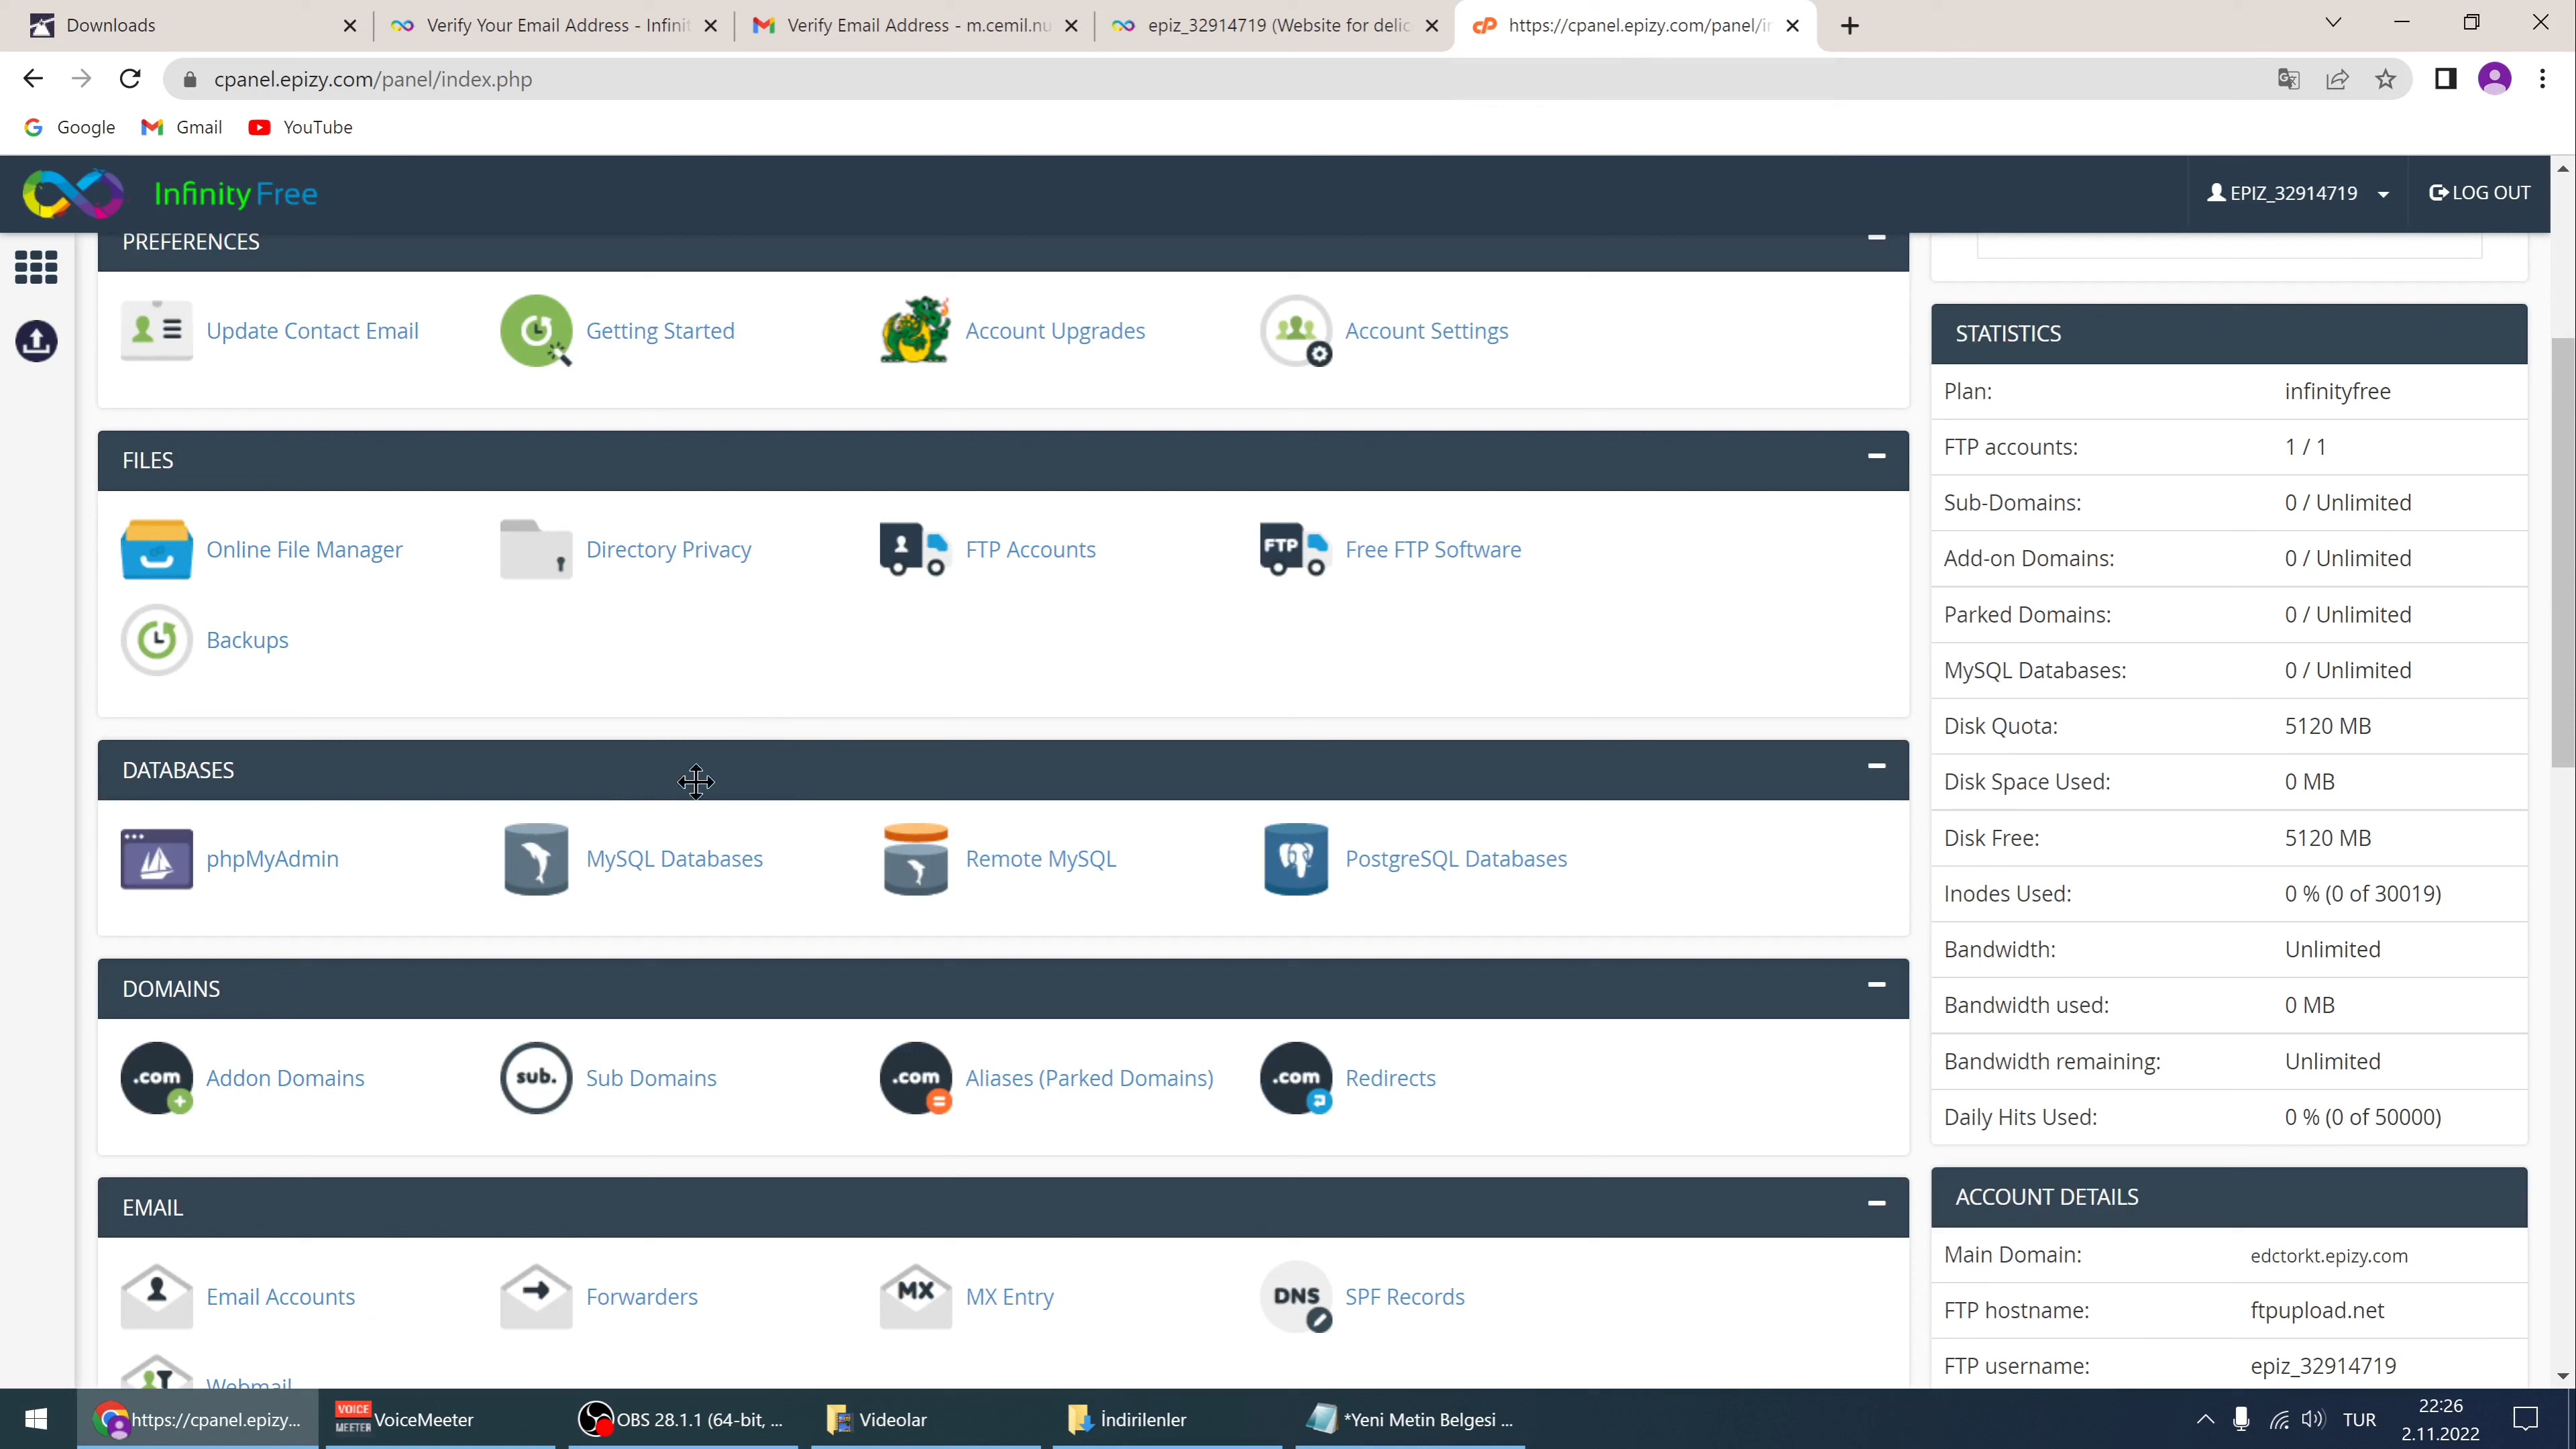 Downloads
Verify Your Email Address - Infinit
Verify Email Address - m.cemil.nu
epiz_32914719 (Website for delic
https://cpanel.epizy.com/panel/in
cpanel.epizy.com/panel/index.php
Google
Gmail
YouTube
InfinityFree
EPIZ_32914719
LOG OUT
PREFERENCES
Update Contact Email
Getting Started
Account Upgrades
Account Settings
FILES
Online File Manager
Directory Privacy
FTP Accounts
FTP
Free FTP Software
Backups
DATABASES
phpMyAdmin
MySQL Databases
Remote MySQL
PostgreSQL Databases
DOMAINS
.com
Addon Domains
sub.
Sub Domains
.com
Aliases (Parked Domains)
.com
Redirects
EMAIL
Email Accounts
Forwarders
MX
MX Entry
DNS
SPF Records
Webmail
STATISTICS
Plan: infinityfree
FTP accounts: 1 / 1
Sub-Domains: 0 / Unlimited
Add-on Domains: 0 / Unlimited
Parked Domains: 0 / Unlimited
MySQL Databases: 0 / Unlimited
Disk Quota: 5120 MB
Disk Space Used: 0 MB
Disk Free: 5120 MB
Inodes Used: 0 % (0 of 30019)
Bandwidth: Unlimited
Bandwidth used: 0 MB
Bandwidth remaining: Unlimited
Daily Hits Used: 0 % (0 of 50000)
ACCOUNT DETAILS
Main Domain: edctorkt.epizy.com
FTP hostname: ftpupload.net
FTP username: epiz_32914719
https://cpanel.epizy...
VOICE
MEETER
VoiceMeeter
OBS 28.1.1 (64-bit, ...
Videolar
İndirilenler
*Yeni Metin Belgesi ...
TUR
22:26
2.11.2022